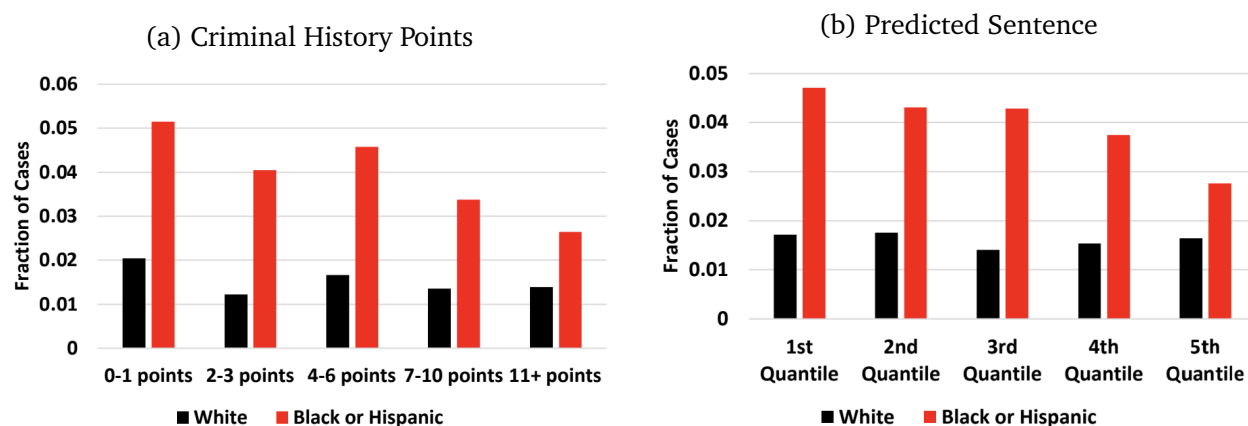 (a) Criminal History Points
0.06
0.05
0.04
0.03
0.02
0.01
0
Fraction of Cases
0-1 points 2-3 points 4-6 points 7-10 points 11+ points
White Black or Hispanic
(b) Predicted Sentence
0.05
0.04
0.03
0.02
0.01
0
Fraction of Cases
1st 2nd 3rd 4th 5th
Quantile Quantile Quantile Quantile Quantile
White Black or Hispanic